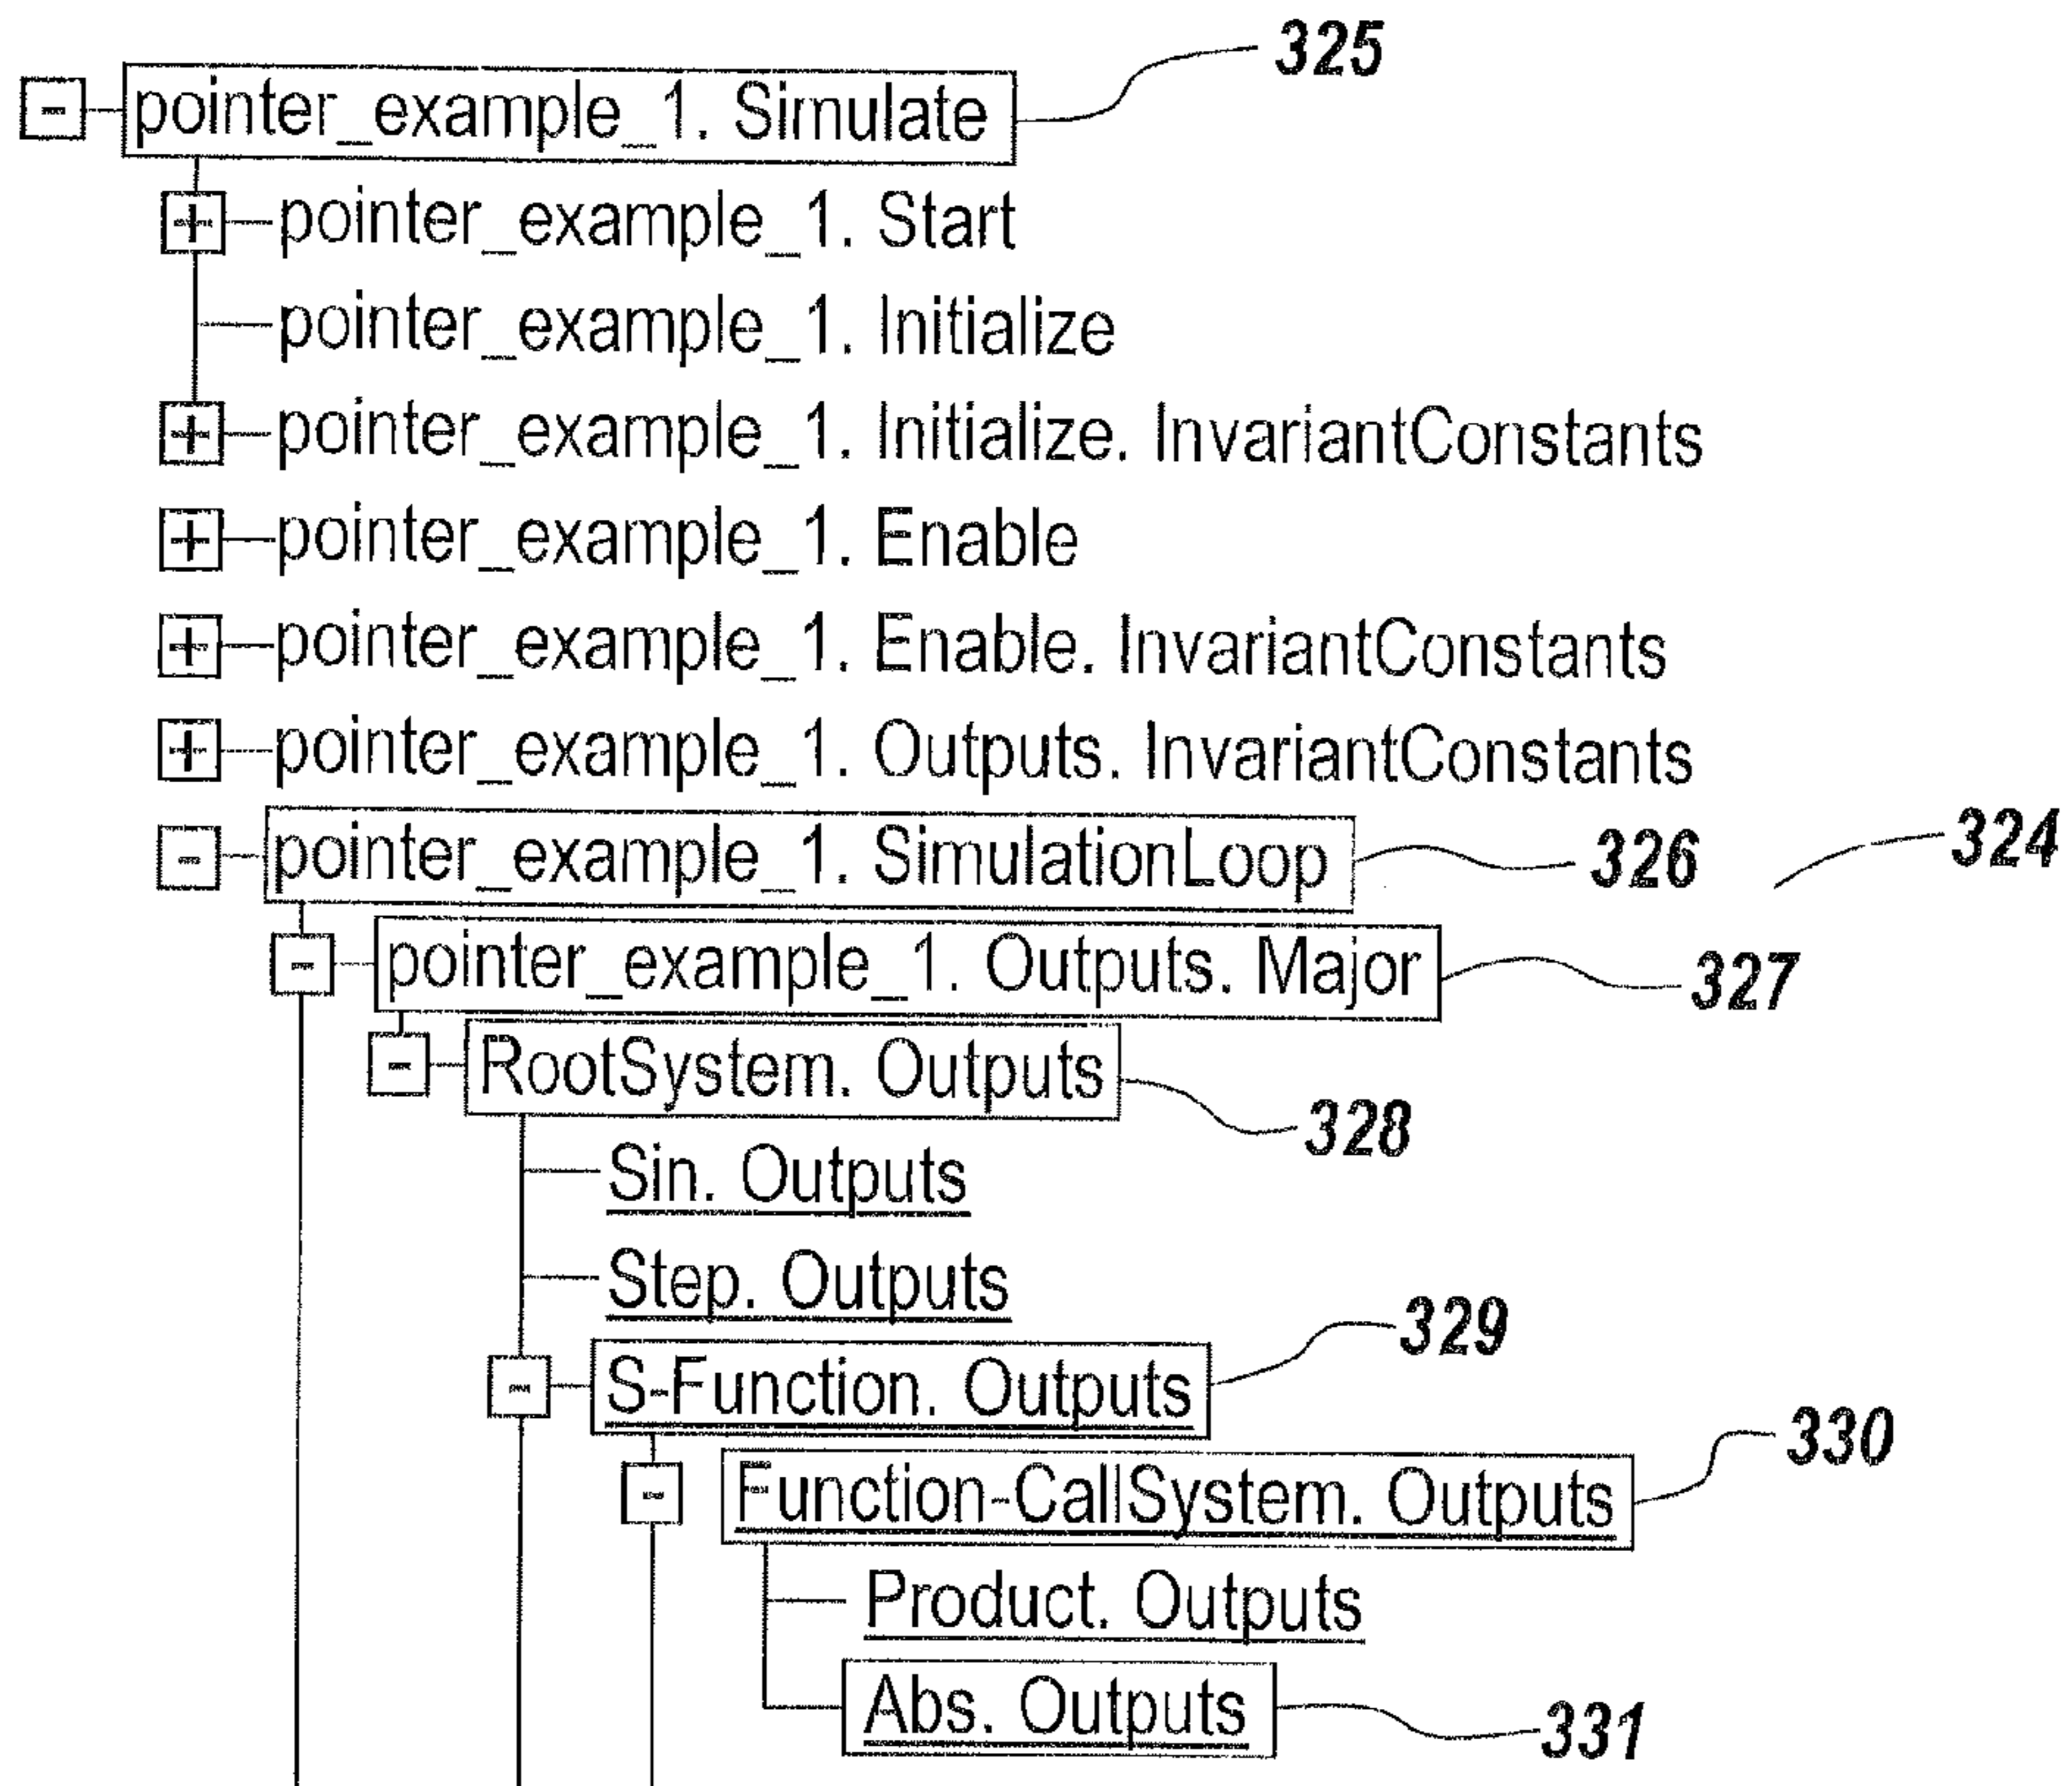 325
- pointer_example_1. Simulate
+ pointer_example_1. Start
pointer_example_1. Initialize
+ pointer_example_1. Initialize. InvariantConstants
+ pointer_example_1. Enable
+ pointer_example_1. Enable. InvariantConstants
+ pointer_example_1. Outputs. InvariantConstants
- pointer_example_1. SimulationLoop 326 324
- pointer_example_1. Outputs. Major 327
- RootSystem. Outputs
328
Sin. Outputs
Step. Outputs
329
- S-Function. Outputs
330
- Function-CallSystem. Outputs
Product. Outputs
Abs. Outputs
331